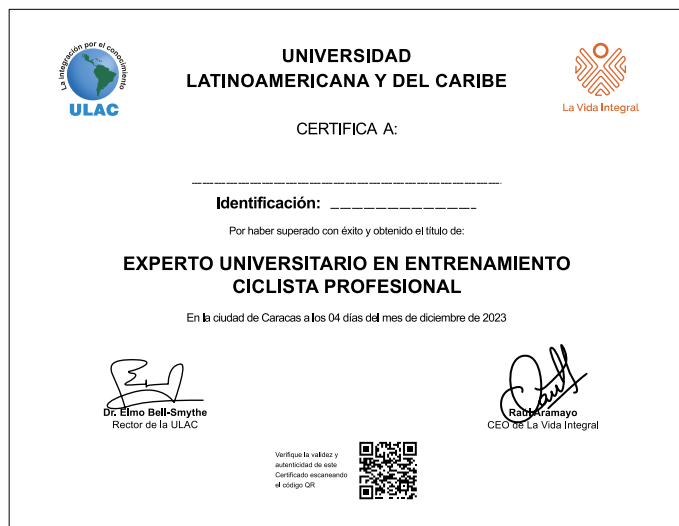 La integración por el conocimiento
ULAC
UNIVERSIDAD
LATINOAMERICANA Y DEL CARIBE
La Vida Integral
CERTIFICA A:
Identificación:
Por haber superado con éxito y obtenido el título de:
EXPERTO UNIVERSITARIO EN ENTRENAMIENTO
CICLISTA PROFESIONAL
En la ciudad de Caracas a los 04 días del mes de diciembre de 2023
Dr. Elmo Bell-Smythe
Rector de la ULAC
Raúl Aramayo
CEO de La Vida Integral
Verifique la validez y
autenticidad de este
Certificado escaneando
el código QR